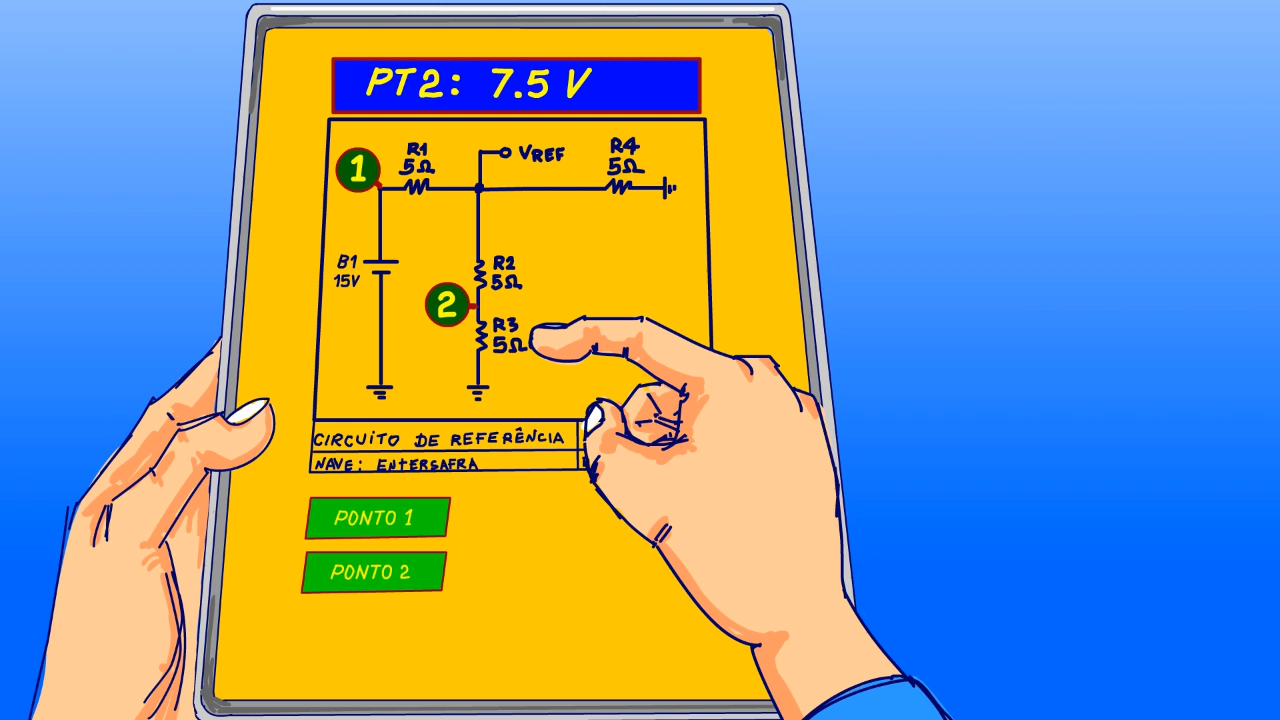 PT2: 7.5 V
1
R1
5Ω
VREF
R4
5Ω
B1
15V
R2
5Ω
2
R3
5Ω
CIRCUITO DE REFERÊNCIA
NAVE: ENTERSAFRA
PONTO 1
PONTO 2